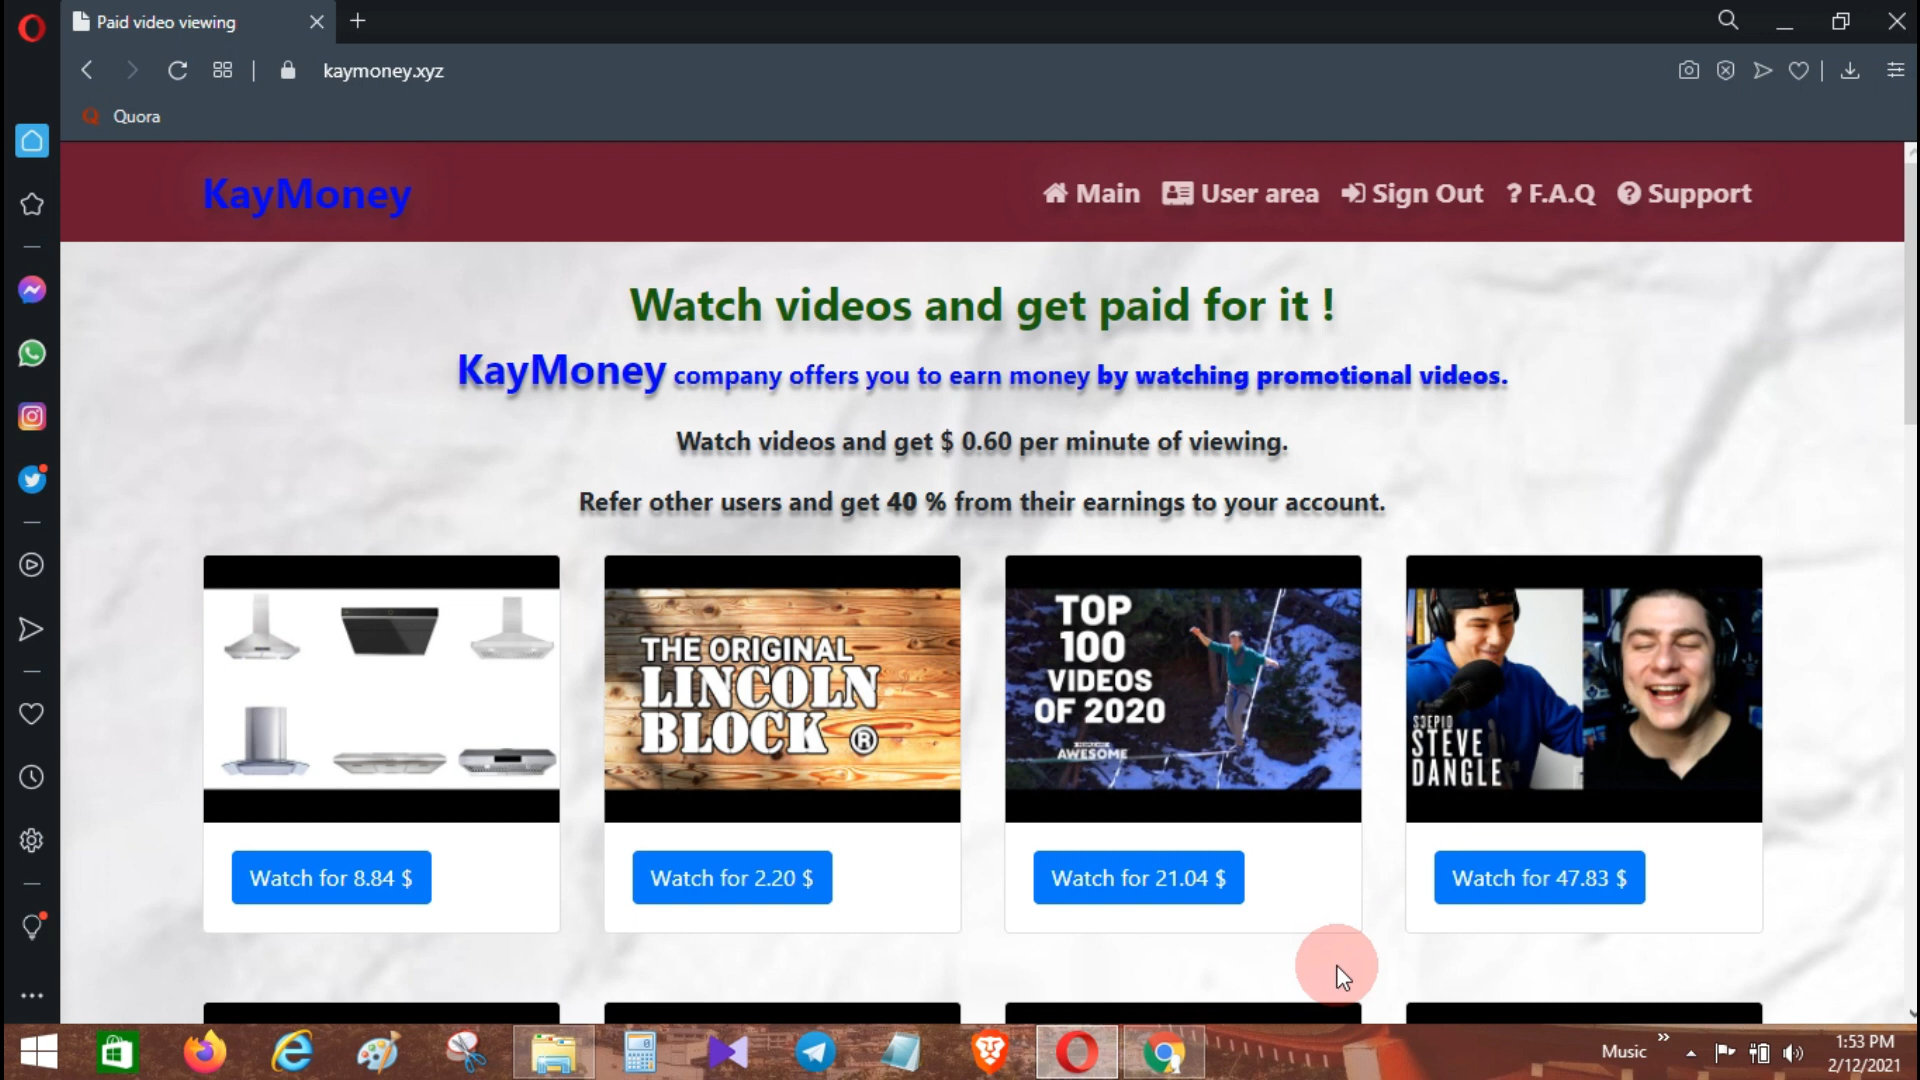 Paid video viewing
kaymoney.xyz
Quora
KayMoney
Main User area Sign Out ? F.A.Q Support
Watch videos and get paid for it !
KayMoney company offers you to earn money by watching promotional videos.
Watch videos and get $ 0.60 per minute of viewing.
Refer other users and get 40 % from their earnings to your account.
THE ORIGINAL
LINCOLN
BLOCK ®
TOP
100
VIDEOS
OF 2020
AWESOME
S3EP10
STEVE
DANGLE
Watch for 8.84 $
Watch for 2.20 $
Watch for 21.04 $
Watch for 47.83 $
Music
1:53 PM
2/12/2021